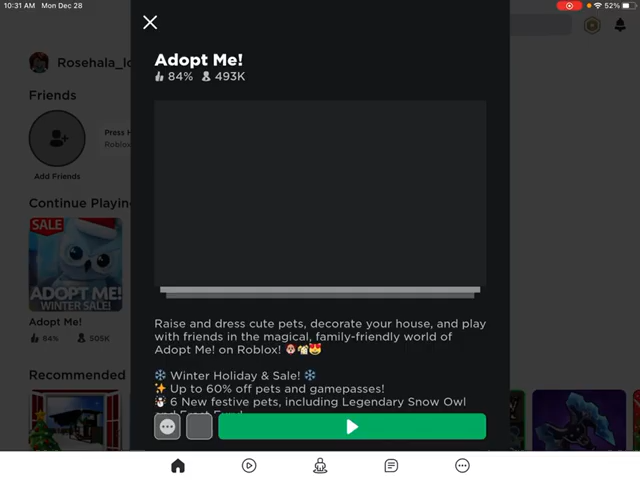 10:31 AM Mon Dec 28
52%
Adopt Me!
84% 493K
Rosehala_lo
Friends
Press H
Roblox
Add Friends
Continue Playin
SALE
ADOPT ME!
WINTER SALE!
Adopt Me!
84% 505K
Recommended
Raise and dress cute pets, decorate your house, and play
with friends in the magical, family-friendly world of
Adopt Me! on Roblox! 🐶🏡😻
❄️ Winter Holiday & Sale! ❄️
✨ Up to 60% off pets and gamepasses!
⛄ 6 New festive pets, including Legendary Snow Owl